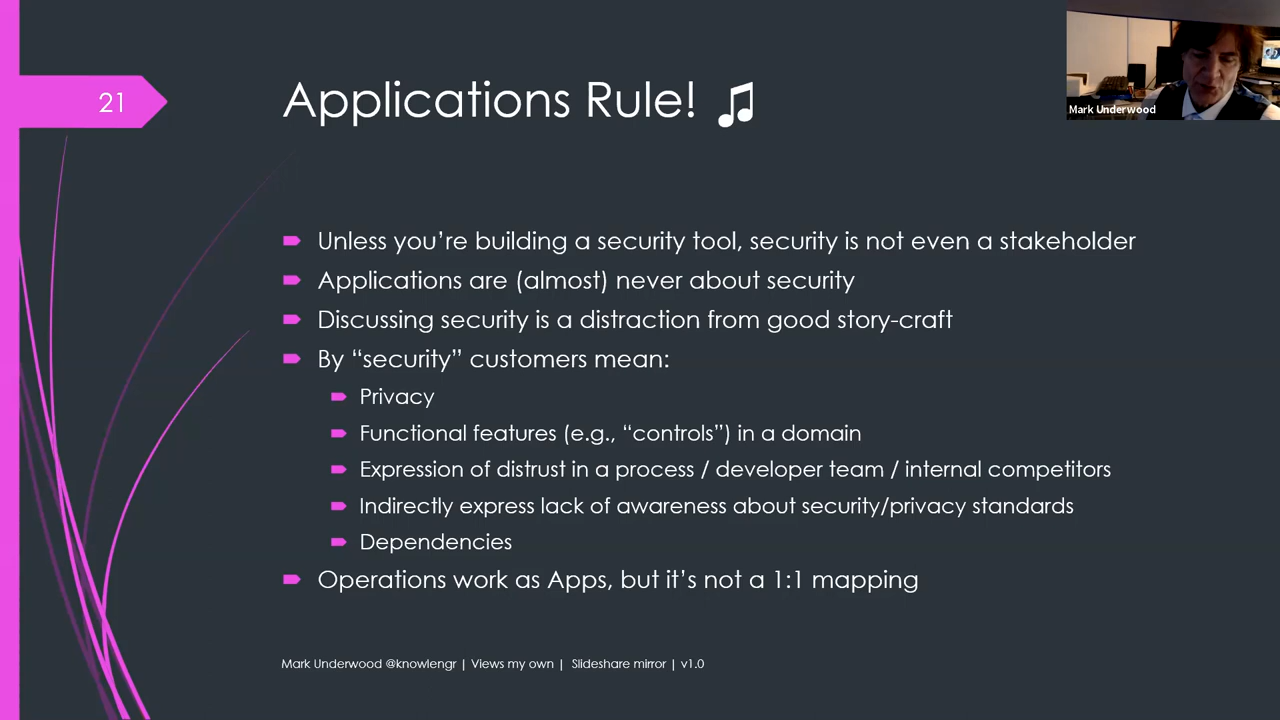 21
Applications Rule! ♫
Mark Underwood
Unless you’re building a security tool, security is not even a stakeholder
Applications are (almost) never about security
Discussing security is a distraction from good story-craft
By “security” customers mean:
Privacy
Functional features (e.g., “controls”) in a domain
Expression of distrust in a process / developer team / internal competitors
Indirectly express lack of awareness about security/privacy standards
Dependencies
Operations work as Apps, but it’s not a 1:1 mapping
Mark Underwood @knowlengr | Views my own | Slideshare mirror | v1.0